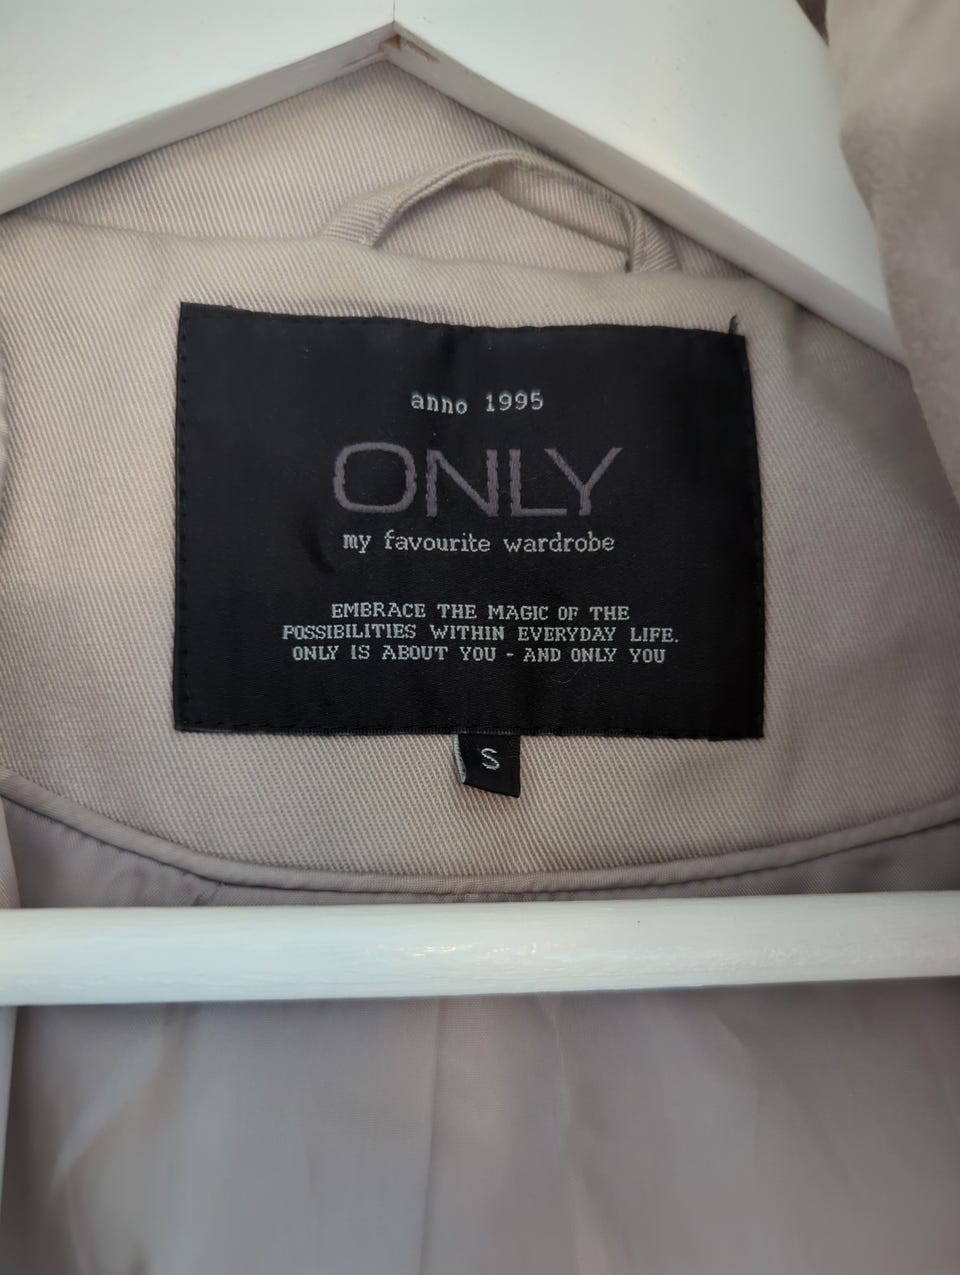 anno 1995
ONLY
my favourite wardrobe
EMBRACE THE MAGIC OF THE
POSSIBILITIES WITHIN EVERYDAY LIFE.
ONLY IS ABOUT YOU - AND ONLY YOU
S